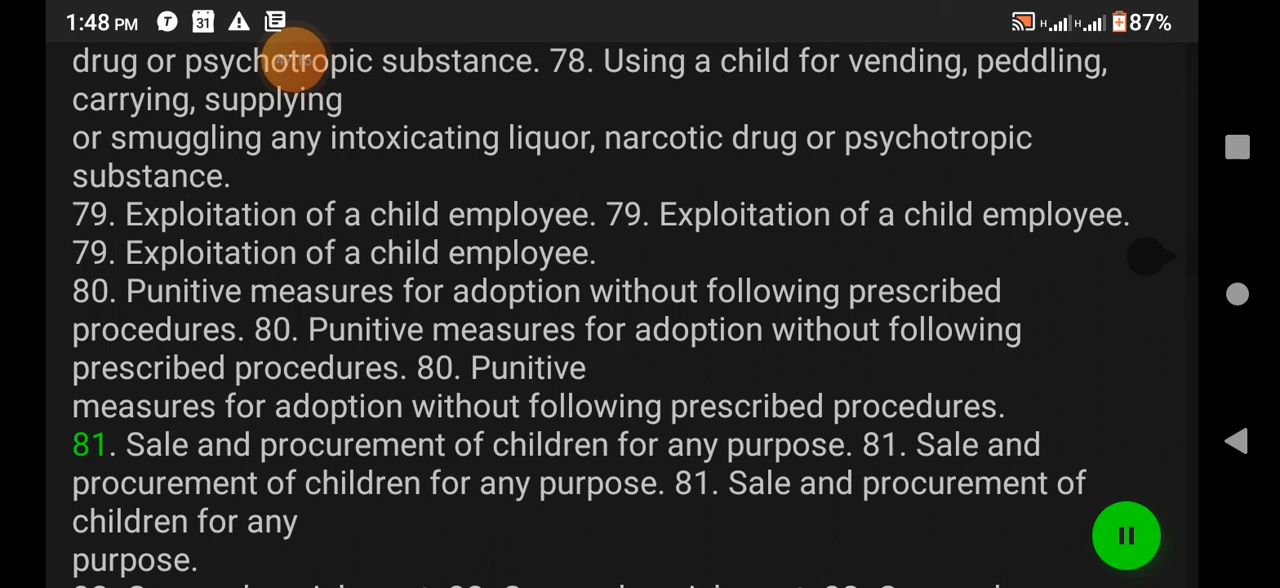 1:48 PM 31 87%
drug or psychotropic substance. 78. Using a child for vending, peddling,
carrying, supplying
or smuggling any intoxicating liquor, narcotic drug or psychotropic
substance.
79. Exploitation of a child employee. 79. Exploitation of a child employee.
79. Exploitation of a child employee.
80. Punitive measures for adoption without following prescribed
procedures. 80. Punitive measures for adoption without following
prescribed procedures. 80. Punitive
measures for adoption without following prescribed procedures.
81. Sale and procurement of children for any purpose. 81. Sale and
procurement of children for any purpose. 81. Sale and procurement of
children for any
purpose.